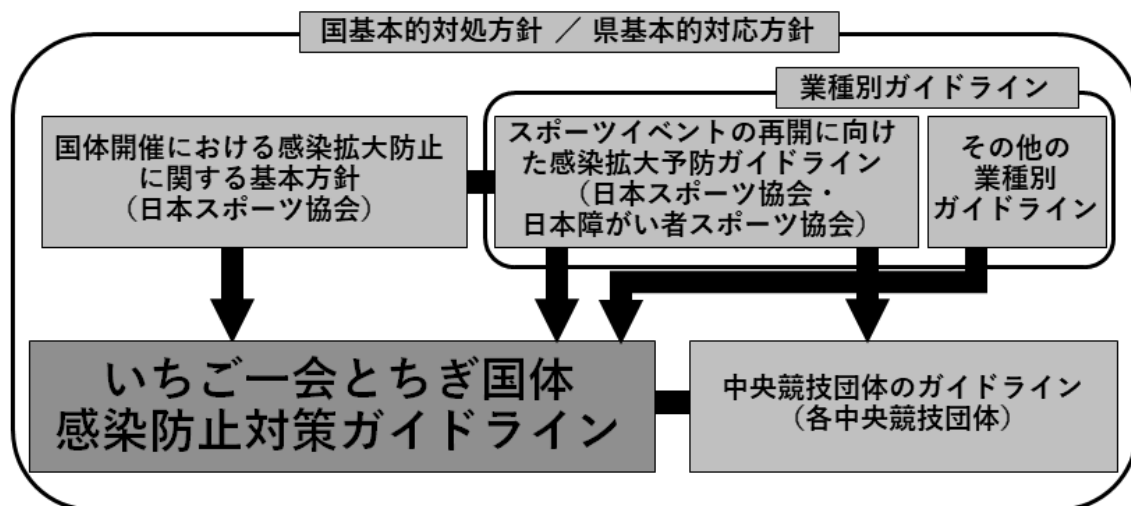 国基本的対処方針 ／ 県基本的対応方針
業種別ガイドライン
国体開催における感染拡大防止
に関する基本方針
（日本スポーツ協会）
スポーツイベントの再開に向け
た感染拡大予防ガイドライン
（日本スポーツ協会・
日本障がい者スポーツ協会）
その他の
業種別
ガイドライン
いちご一会とちぎ国体
感染防止対策ガイドライン
中央競技団体のガイドライン
（各中央競技団体）